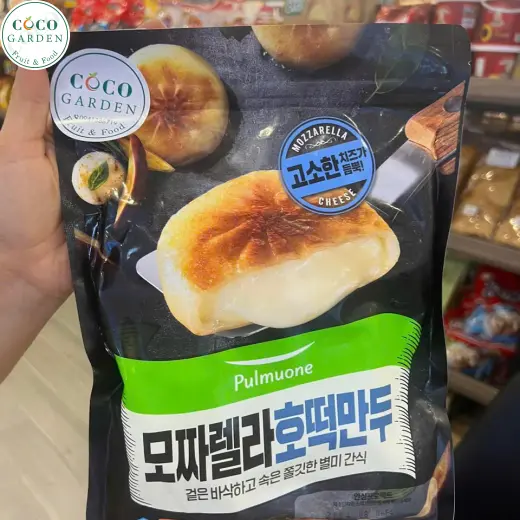 COCO
GARDEN
Fruit & Food
COCO
GARDEN
Fruit & Food
MOZZARELLA
고소한 치즈가
듬뿍!
CHEESE
Pulmuone
모짜렐라 호떡만두
겉은 바삭하고 속은 쫄깃한 별미 간식